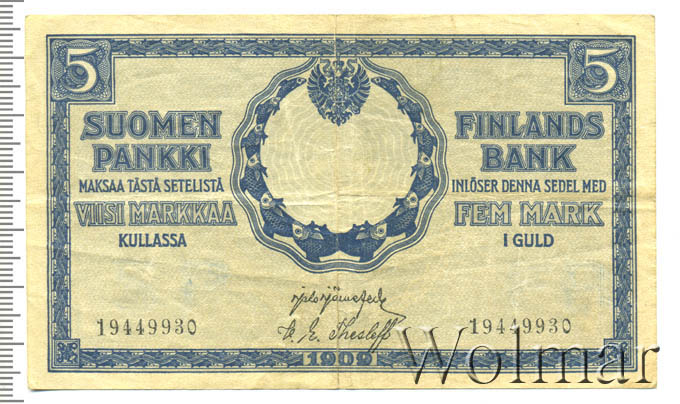 5 5
SUOMEN
PANKKI
MAKSAA TÄSTÄ SETELISTÄ
VIISI MARKKAA
KULLASSA
FINLANDS
BANK
INLÖSER DENNA SEDEL MED
FEM MARK
I GULD
19449930 19449930
O. E. Thesleff
1909
Wolmar